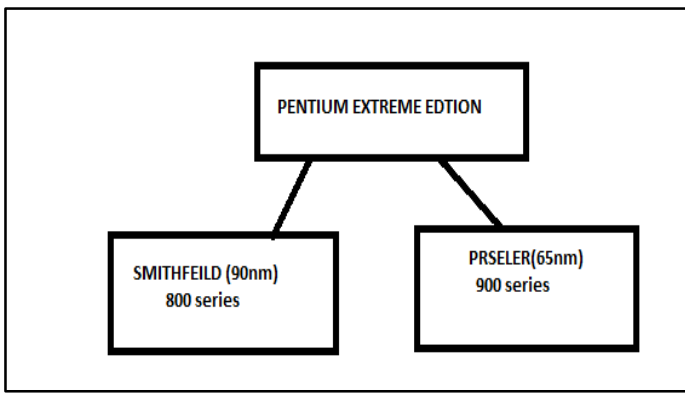 PENTIUM EXTREME EDTION
SMITHFEILD (90nm)
800 series
PRSELER(65nm)
900 series